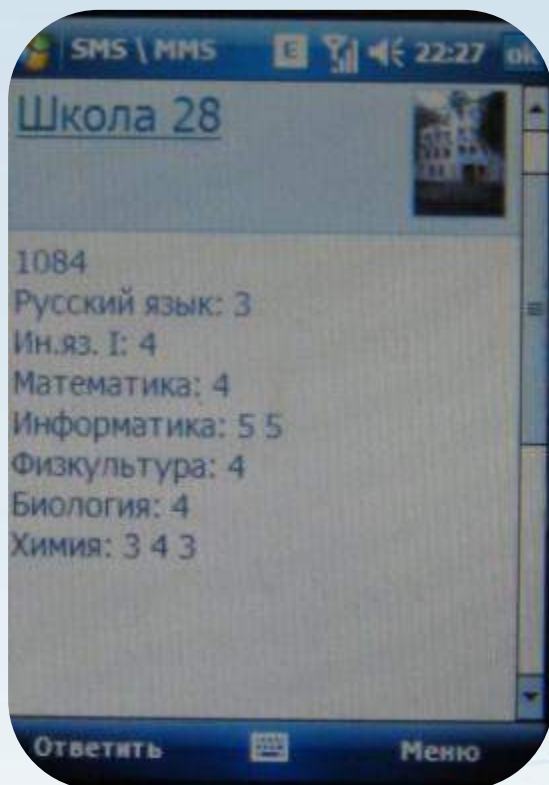 SMS \ MMS E 22:27 ok
Школа 28
1084
Русский язык: 3
Ин.яз. I: 4
Математика: 4
Информатика: 5 5
Физкультура: 4
Биология: 4
Химия: 3 4 3
Ответить Меню